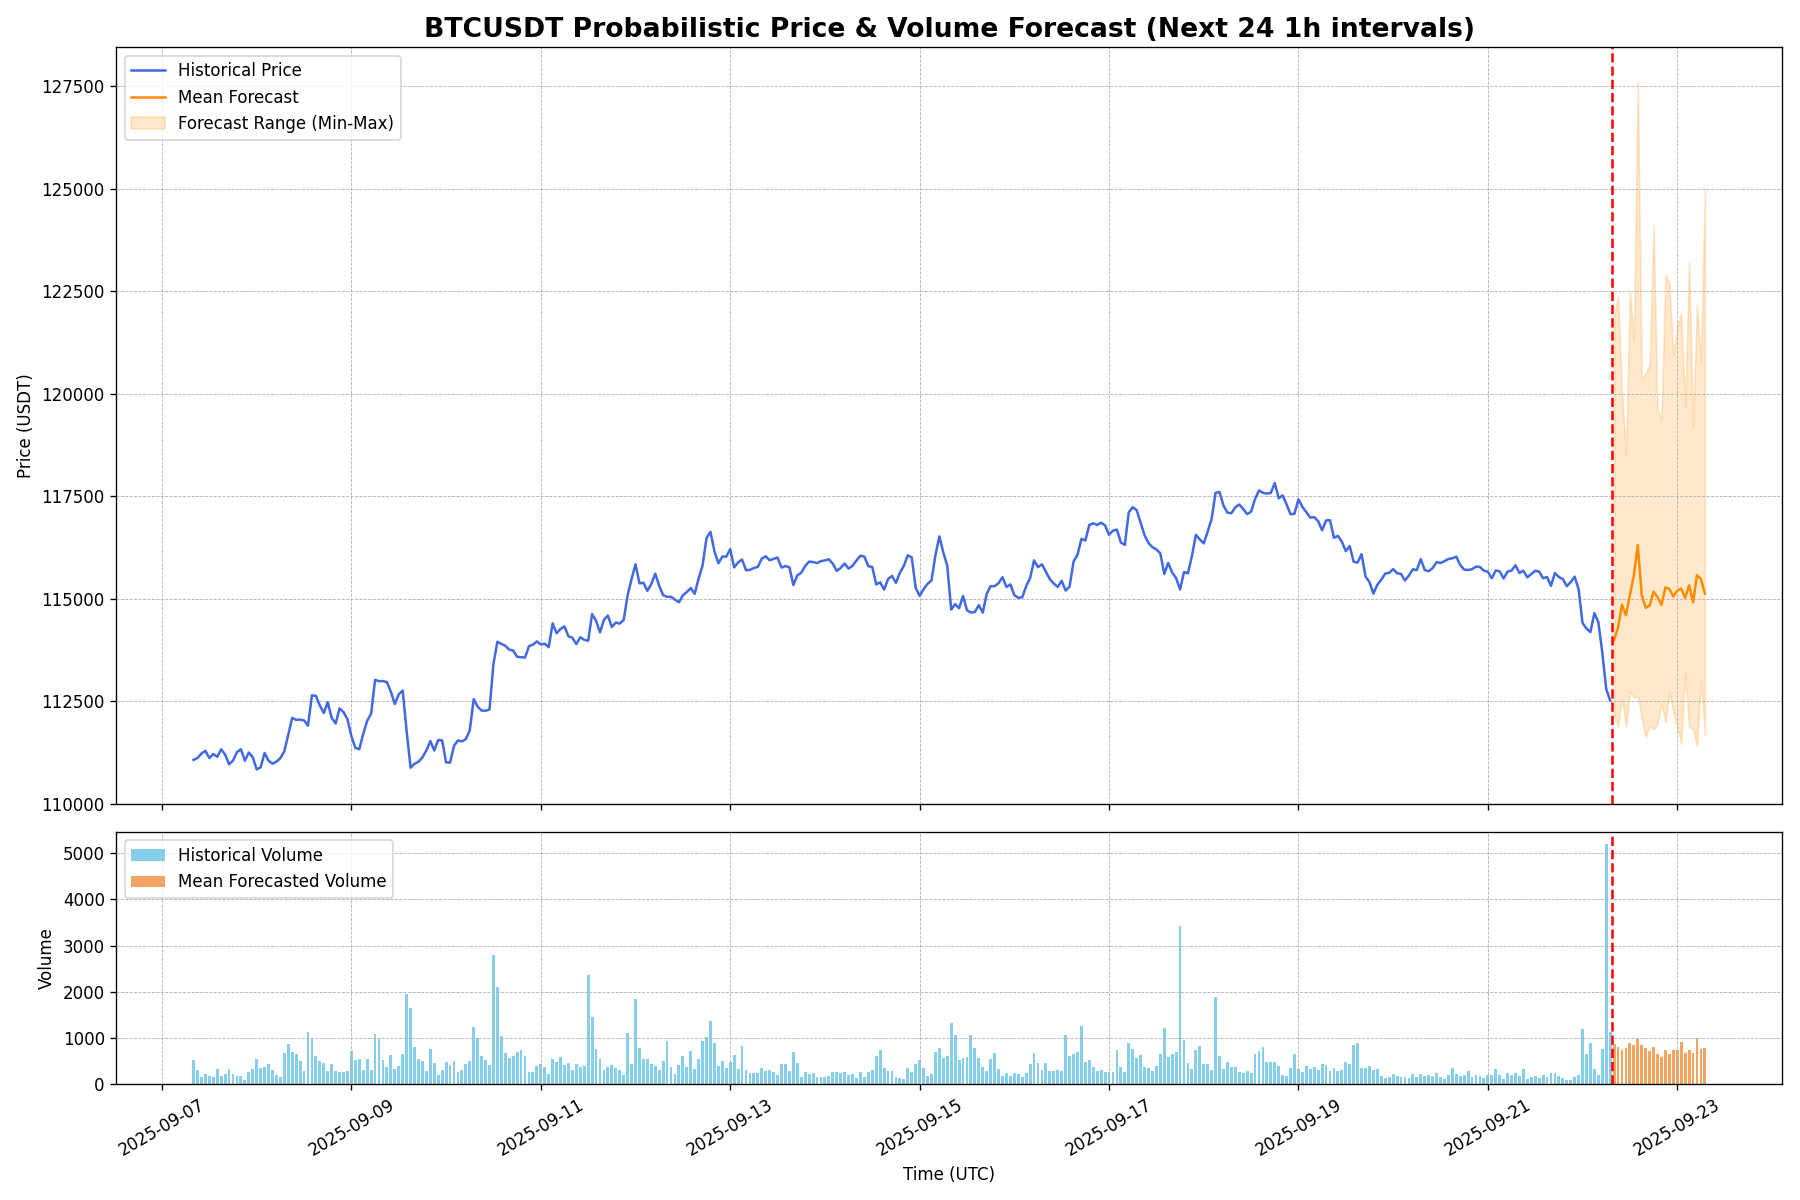 BTCUSDT Probabilistic Price & Volume Forecast (Next 24 1h intervals)
Historical Price
Mean Forecast
Forecast Range (Min-Max)
Price (USDT)
127500
125000
122500
120000
117500
115000
112500
110000
Historical Volume
Mean Forecasted Volume
Volume
5000
4000
3000
2000
1000
0
2025-09-07
2025-09-09
2025-09-11
2025-09-13
2025-09-15
2025-09-17
2025-09-19
2025-09-21
2025-09-23
Time (UTC)